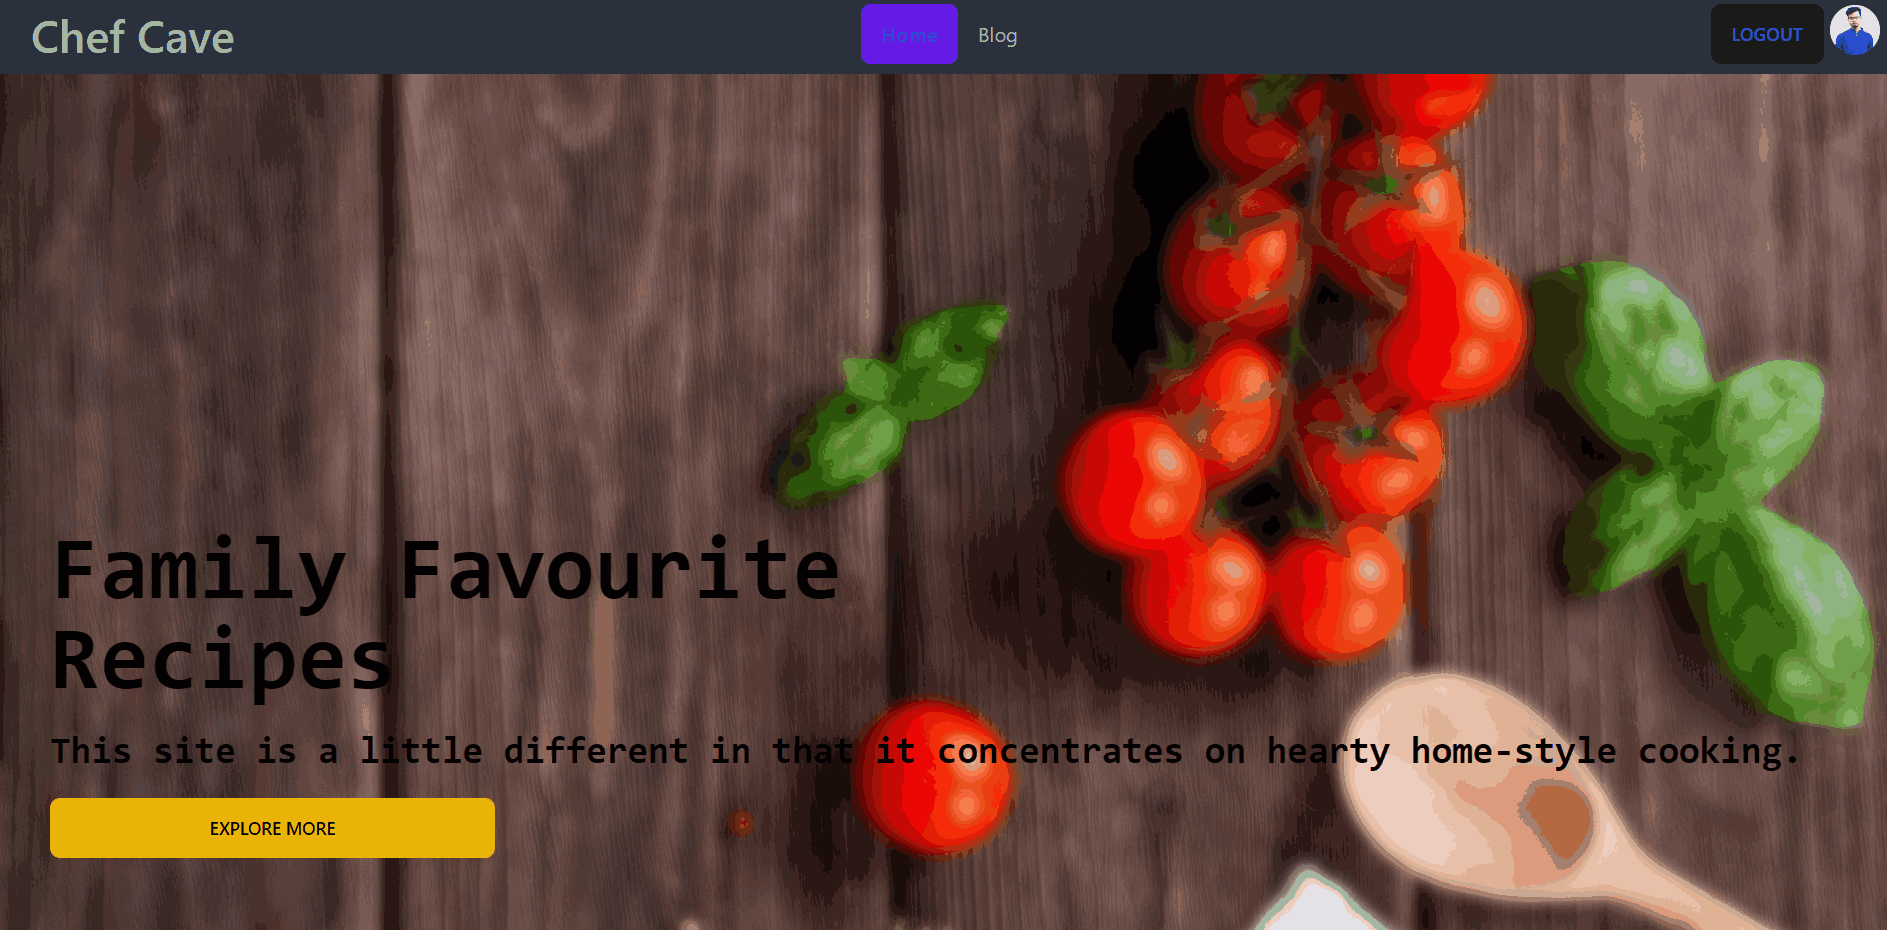 Chef Cave
Home
Blog
LOGOUT
Family Favourite
Recipes
This site is a little different in that it concentrates on hearty home-style cooking.
EXPLORE MORE